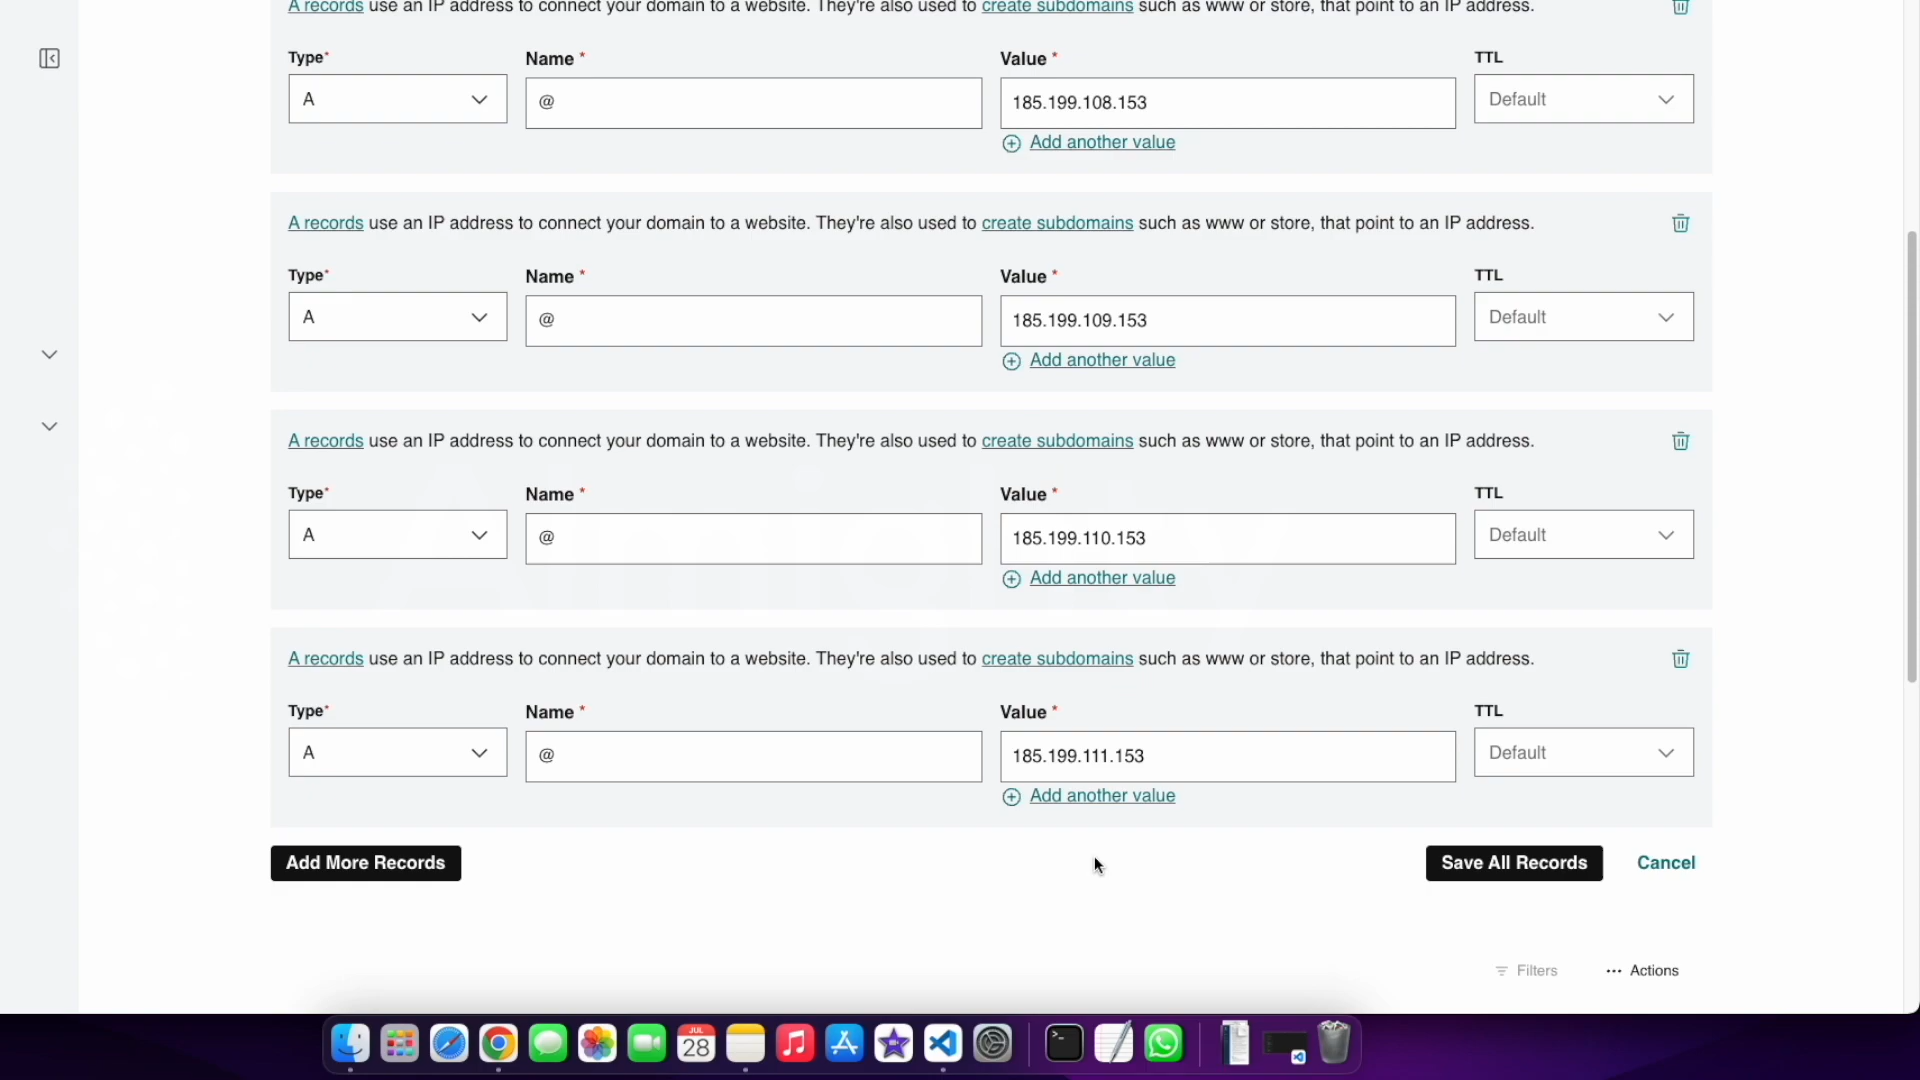 A records use an IP address to connect your domain to a website. They're also used to create subdomains such as www or store, that point to an IP address.
Type* Name * Value * TTL
A @ 185.199.108.153 Default
Add another value
A records use an IP address to connect your domain to a website. They're also used to create subdomains such as www or store, that point to an IP address.
Type* Name * Value * TTL
A @ 185.199.109.153 Default
Add another value
A records use an IP address to connect your domain to a website. They're also used to create subdomains such as www or store, that point to an IP address.
Type* Name * Value * TTL
A @ 185.199.110.153 Default
Add another value
A records use an IP address to connect your domain to a website. They're also used to create subdomains such as www or store, that point to an IP address.
Type* Name * Value * TTL
A @ 185.199.111.153 Default
Add another value
Add More Records Save All Records Cancel
Filters ••• Actions
JUL
28